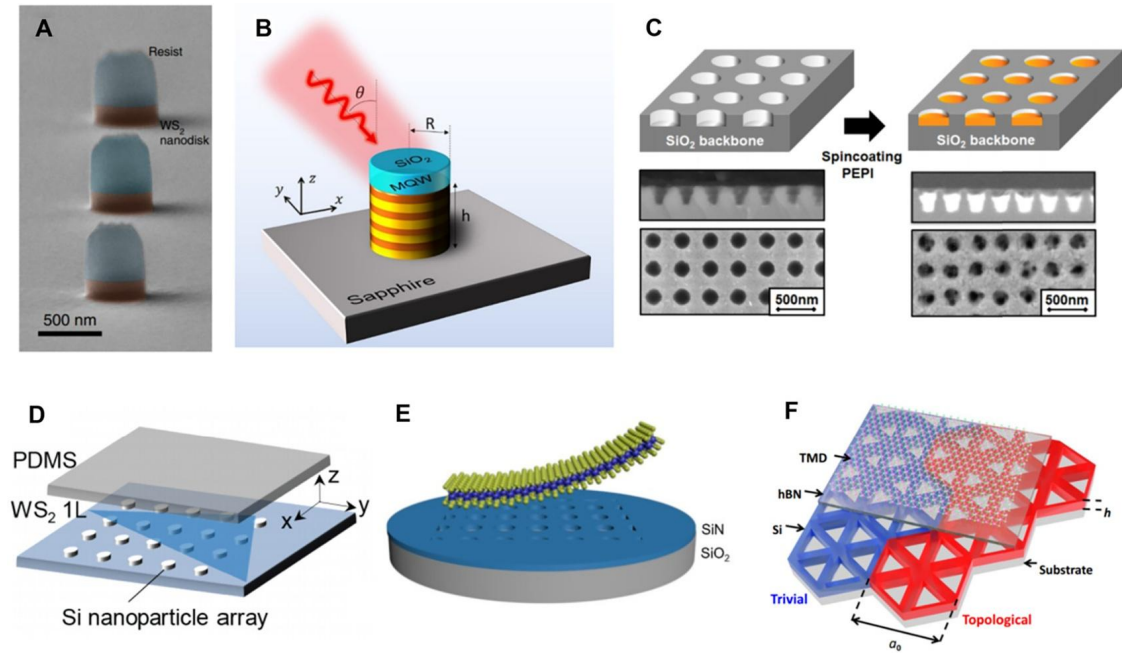 A
Resist
WS₂
nanodisk
500 nm
B
θ
R
SiO₂
MQW
h
z
y
x
Sapphire
C
SiO₂ backbone
Spincoating
PEPI
SiO₂ backbone
500nm
500nm
D
PDMS
WS₂ 1L
z
y
x
Si nanoparticle array
E
SiN
SiO₂
F
TMD
hBN
Si
h
Substrate
Trivial
Topological
a₀